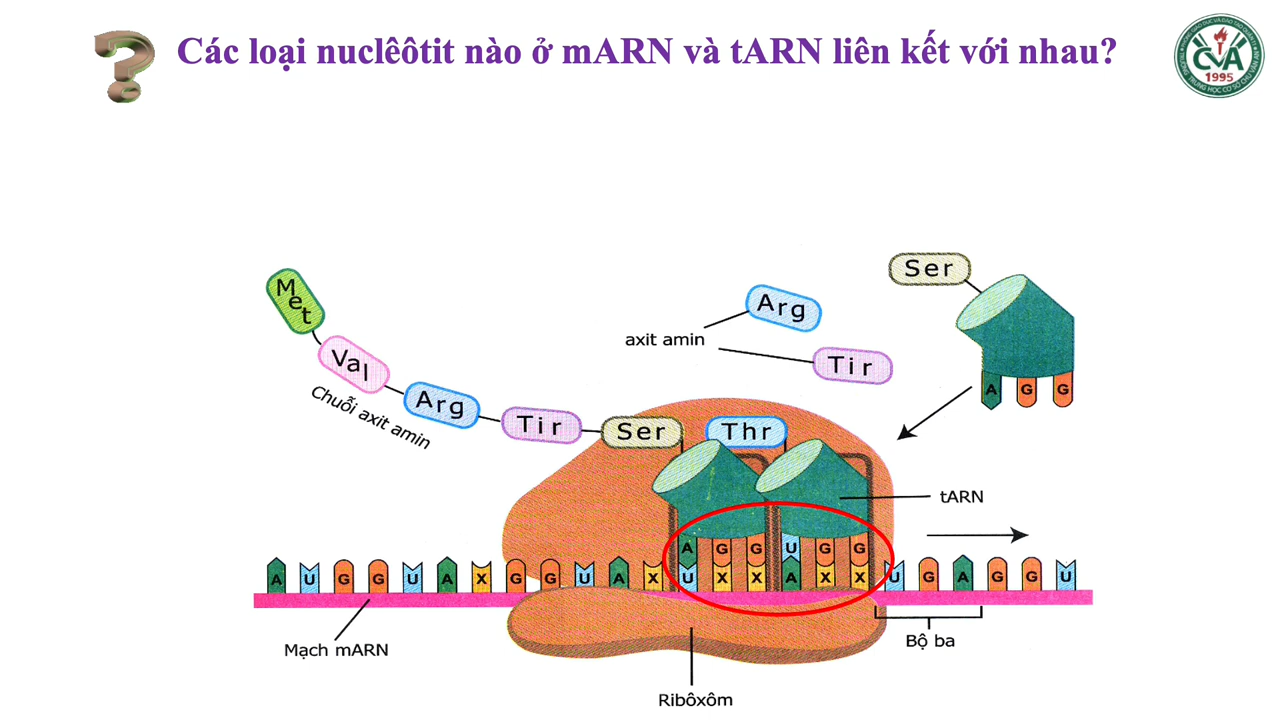 Các loại nuclêôtit nào ở mARN và tARN liên kết với nhau?
CVA
1995
Ser
Met
Arg
axit amin
Val
Tir
A G G
Chuỗi axit amin
Arg
Tir
Ser
Thr
tARN
A G G U G G
A U G G U A X G G U A X U X X A X X U G A G G U
Mạch mARN
Bộ ba
Ribôxôm